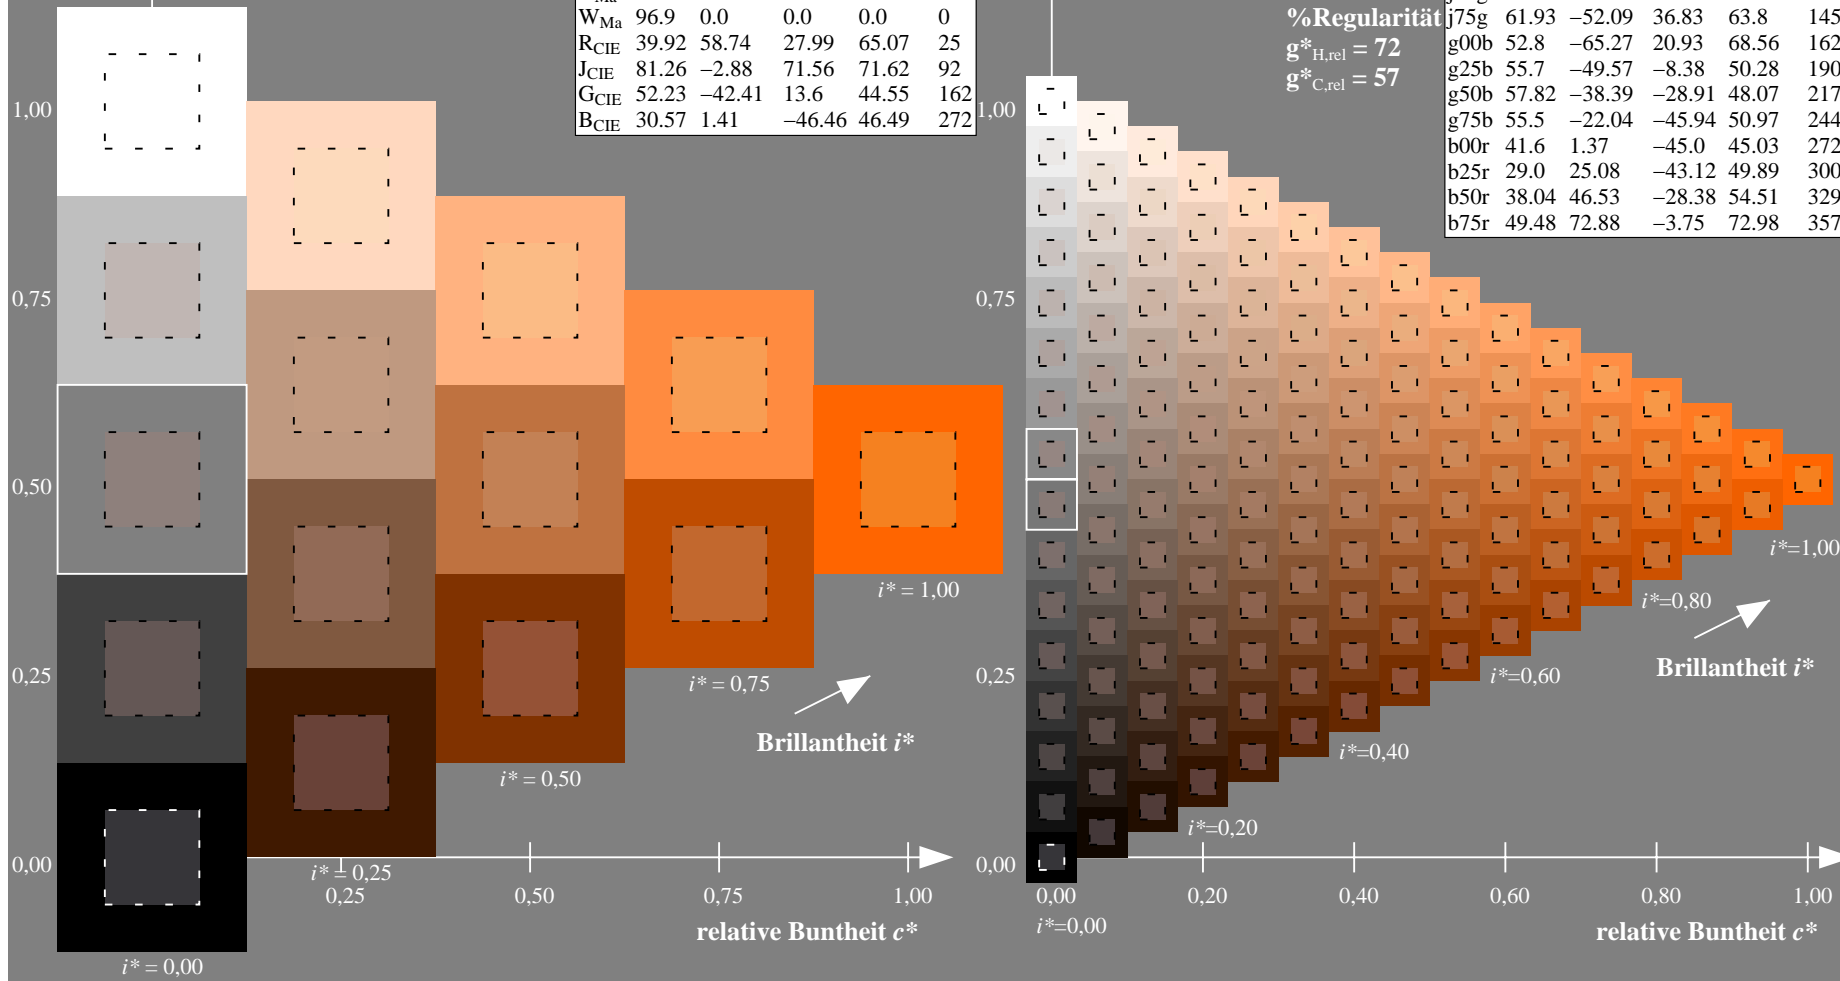 W Ma 96.9 0.0 0.0 0.0 0
R CIE 39.92 58.74 27.99 65.07 25
J CIE 81.26 −2.88 71.56 71.62 92
G CIE 52.23 −42.41 13.6 44.55 162
B CIE 30.57 1.41 −46.46 46.49 272
1,00
0,75
0,50
0,25
0,00
i* = 1,00
i* = 0,75
Brillantheit i*
i* = 0,50
i* = 0,25
0,25 0,50 0,75 1,00
relative Buntheit c*
i* = 0,00
%Regularität
g* H,rel = 72
g* C,rel = 57
j75g 61.93 −52.09 36.83 63.8 145
g00b 52.8 −65.27 20.93 68.56 162
g25b 55.7 −49.57 −8.38 50.28 190
g50b 57.82 −38.39 −28.91 48.07 217
g75b 55.5 −22.04 −45.94 50.97 244
b00r 41.6 1.37 −45.0 45.03 272
b25r 29.0 25.08 −43.12 49.89 300
b50r 38.04 46.53 −28.38 54.51 329
b75r 49.48 72.88 −3.75 72.98 357
1,00
0,75
0,25
0,00
i*=1,00
i*=0,80
Brillantheit i*
i*=0,60
i*=0,40
i*=0,20
0,00 0,20 0,40 0,60 0,80 1,00
i*=0,00
relative Buntheit c*